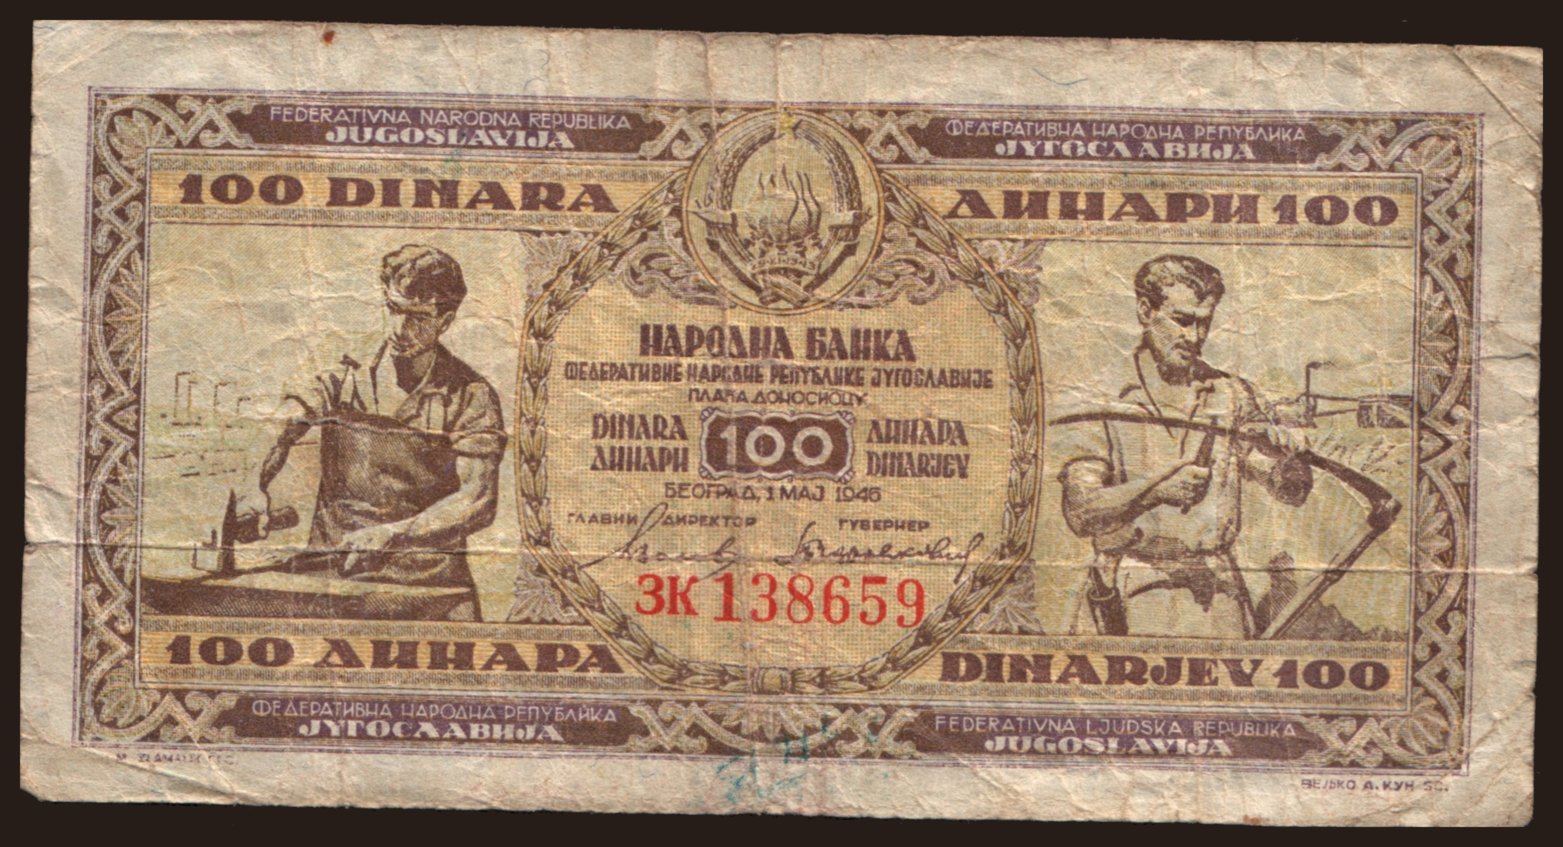 FEDERATIVNA NARODNA REPUBLIKA
JUGOSLAVIJA
ФЕДЕРАТИВНА НАРОДНА РЕПУБЛИКА
ЈУГОСЛАВИЈА
100 DINARA
ДИНАРИ 100
НАРОДНА БАНКА
ФЕДЕРАТИВНЕ НАРОДНЕ РЕПУБЛИКЕ ЈУГОСЛАВИЈЕ
ПЛАЋА ДОНОСИОЦУ
DINARA 100 ДИНАРА
ДИНАРИ DINARJEV
БЕОГРАД, 1 МАЈ 1946
ГЛАВНИ ДИРЕКТОР ГУВЕРНЕР
ЗК 138659
100 ДИНАРА
DINARJEV 100
ФЕДЕРАТИВНА НАРОДНА РЕПУБЛИКА
ЈУГОСЛАВИЈА
FEDERATIVNA LJUDSKA REPUBLIKA
JUGOSLAVIJA
ВЕЉКО А. КУН SC.